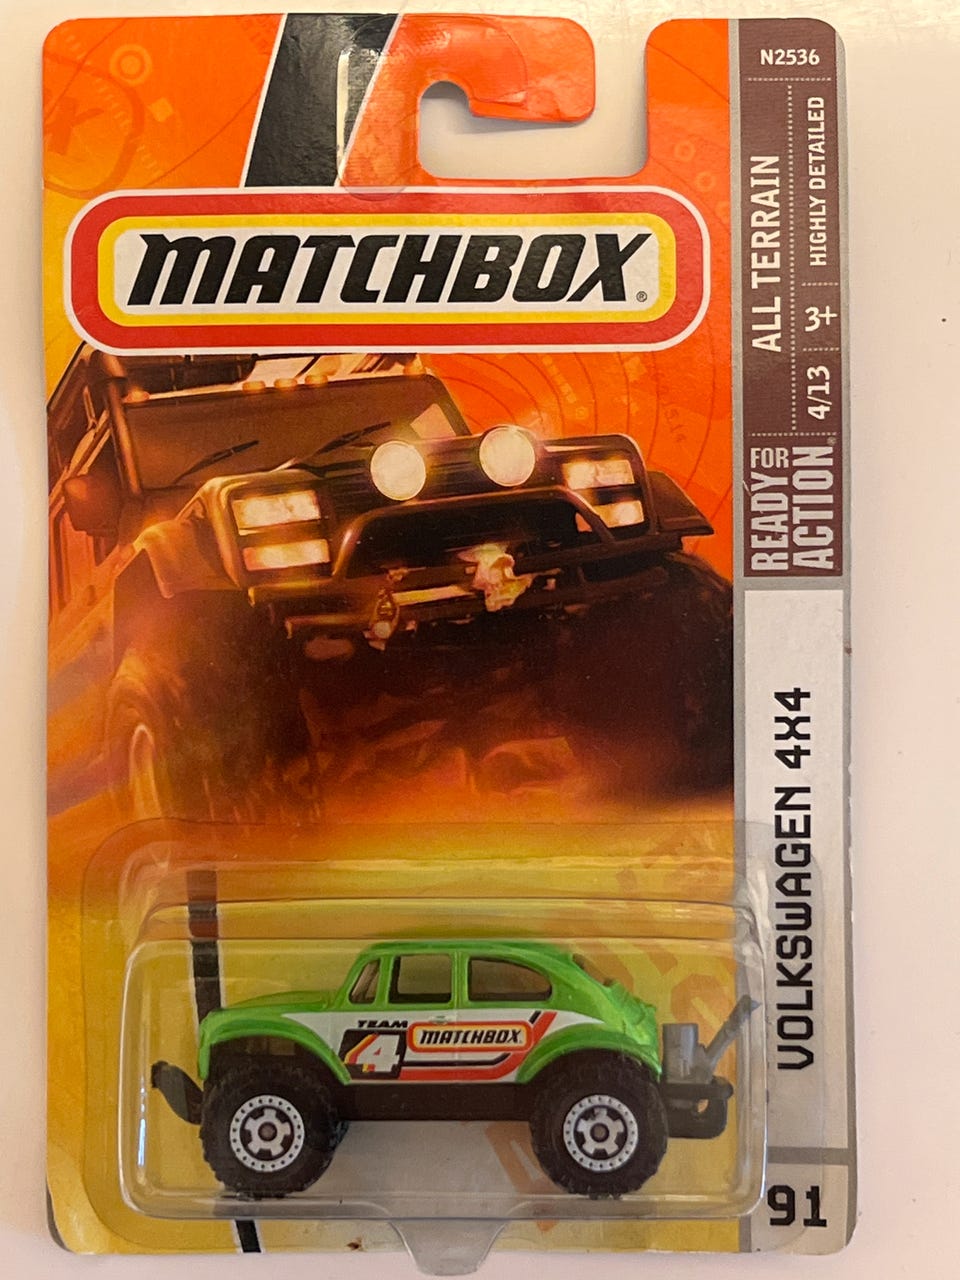 N2536
MATCHBOX®
ALL TERRAIN
HIGHLY DETAILED
3+
4/13
READY FOR ACTION®
VOLKSWAGEN 4X4
TEAM
MATCHBOX
4
91